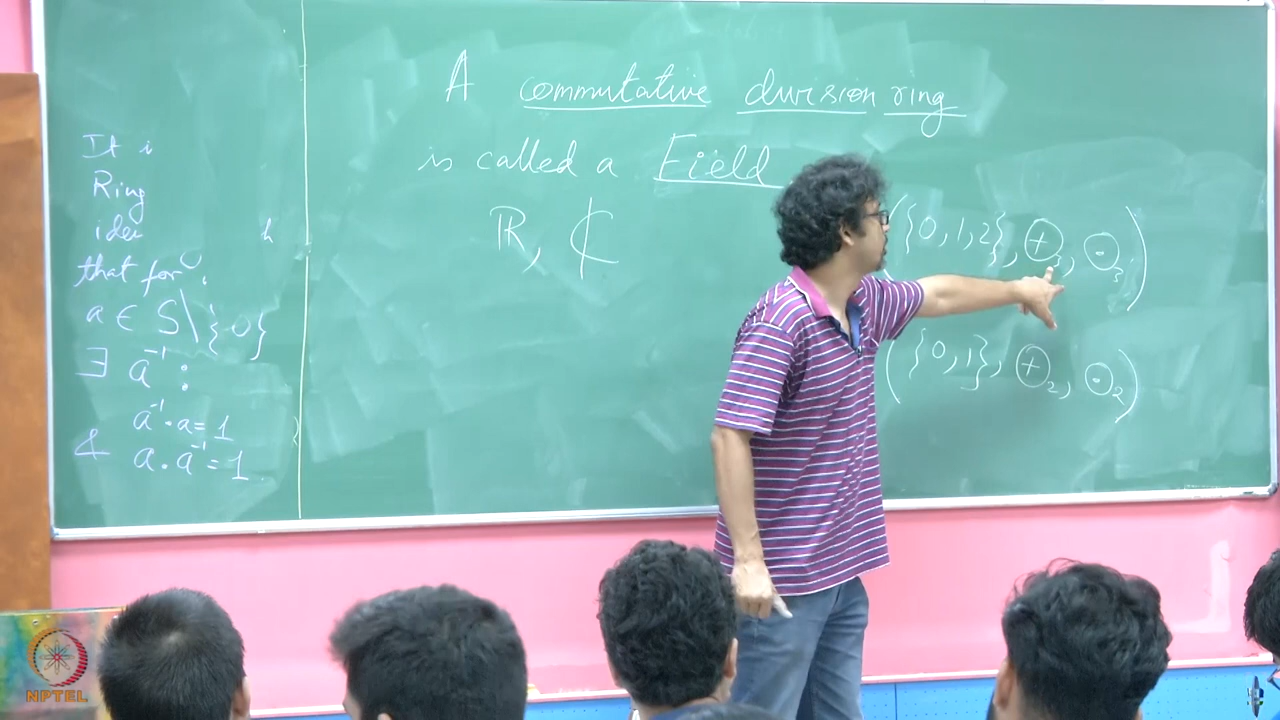 It i
Ring
iden h
that for
a ∈ S\{0}
∃ a⁻¹ :
a⁻¹·a=1
& a.a⁻¹=1
A commutative division ring
is called a Field
ℝ, ₵
({0,1,2}, ⊕₃, ⊙₃)
({0,1}, ⊕₂, ⊙₂)
NPTEL